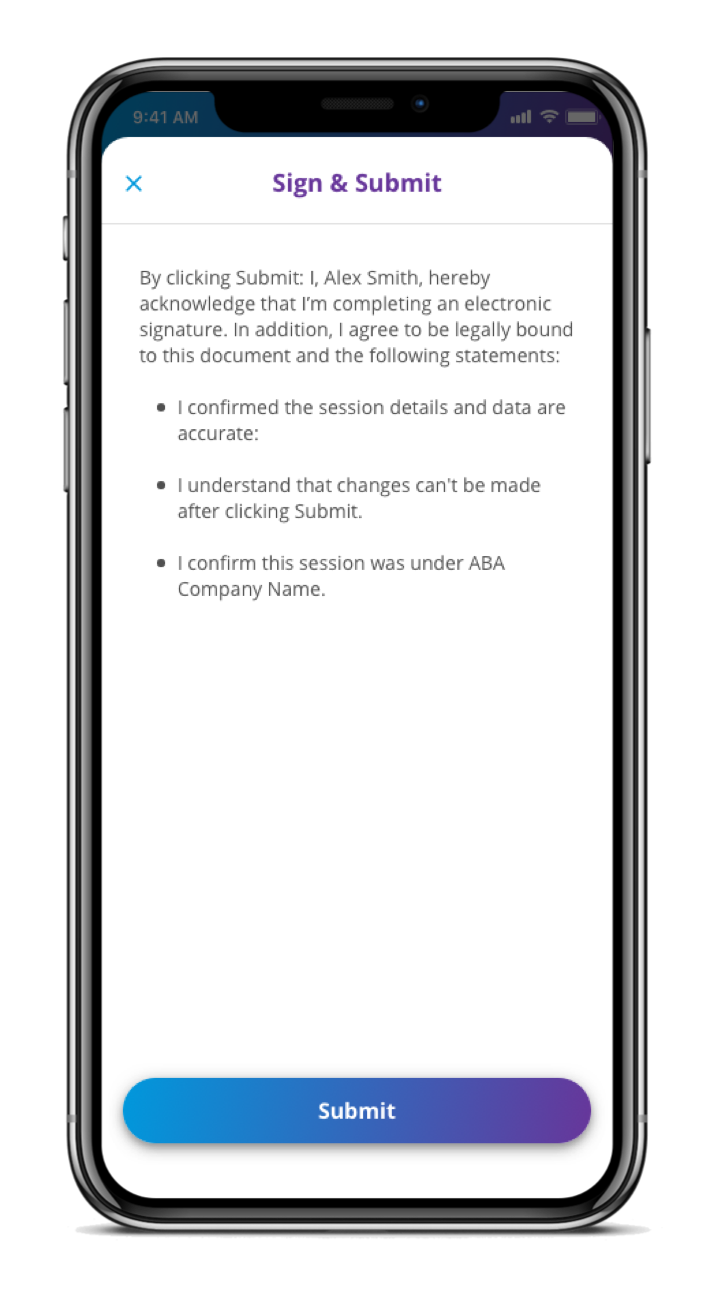 9:41 AM
Sign & Submit
By clicking Submit: I, Alex Smith, hereby
acknowledge that I’m completing an electronic
signature. In addition, I agree to be legally bound
to this document and the following statements:
• I confirmed the session details and data are
accurate:
• I understand that changes can't be made
after clicking Submit.
• I confirm this session was under ABA
Company Name.
Submit